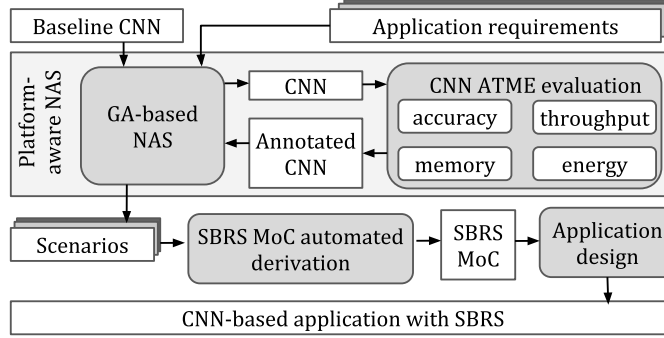 Baseline CNN
Application requirements
Platform-
aware NAS
GA-based
NAS
CNN
CNN ATME evaluation
accuracy
throughput
Annotated
CNN
memory
energy
Scenarios
SBRS MoC automated
derivation
SBRS
MoC
Application
design
CNN-based application with SBRS